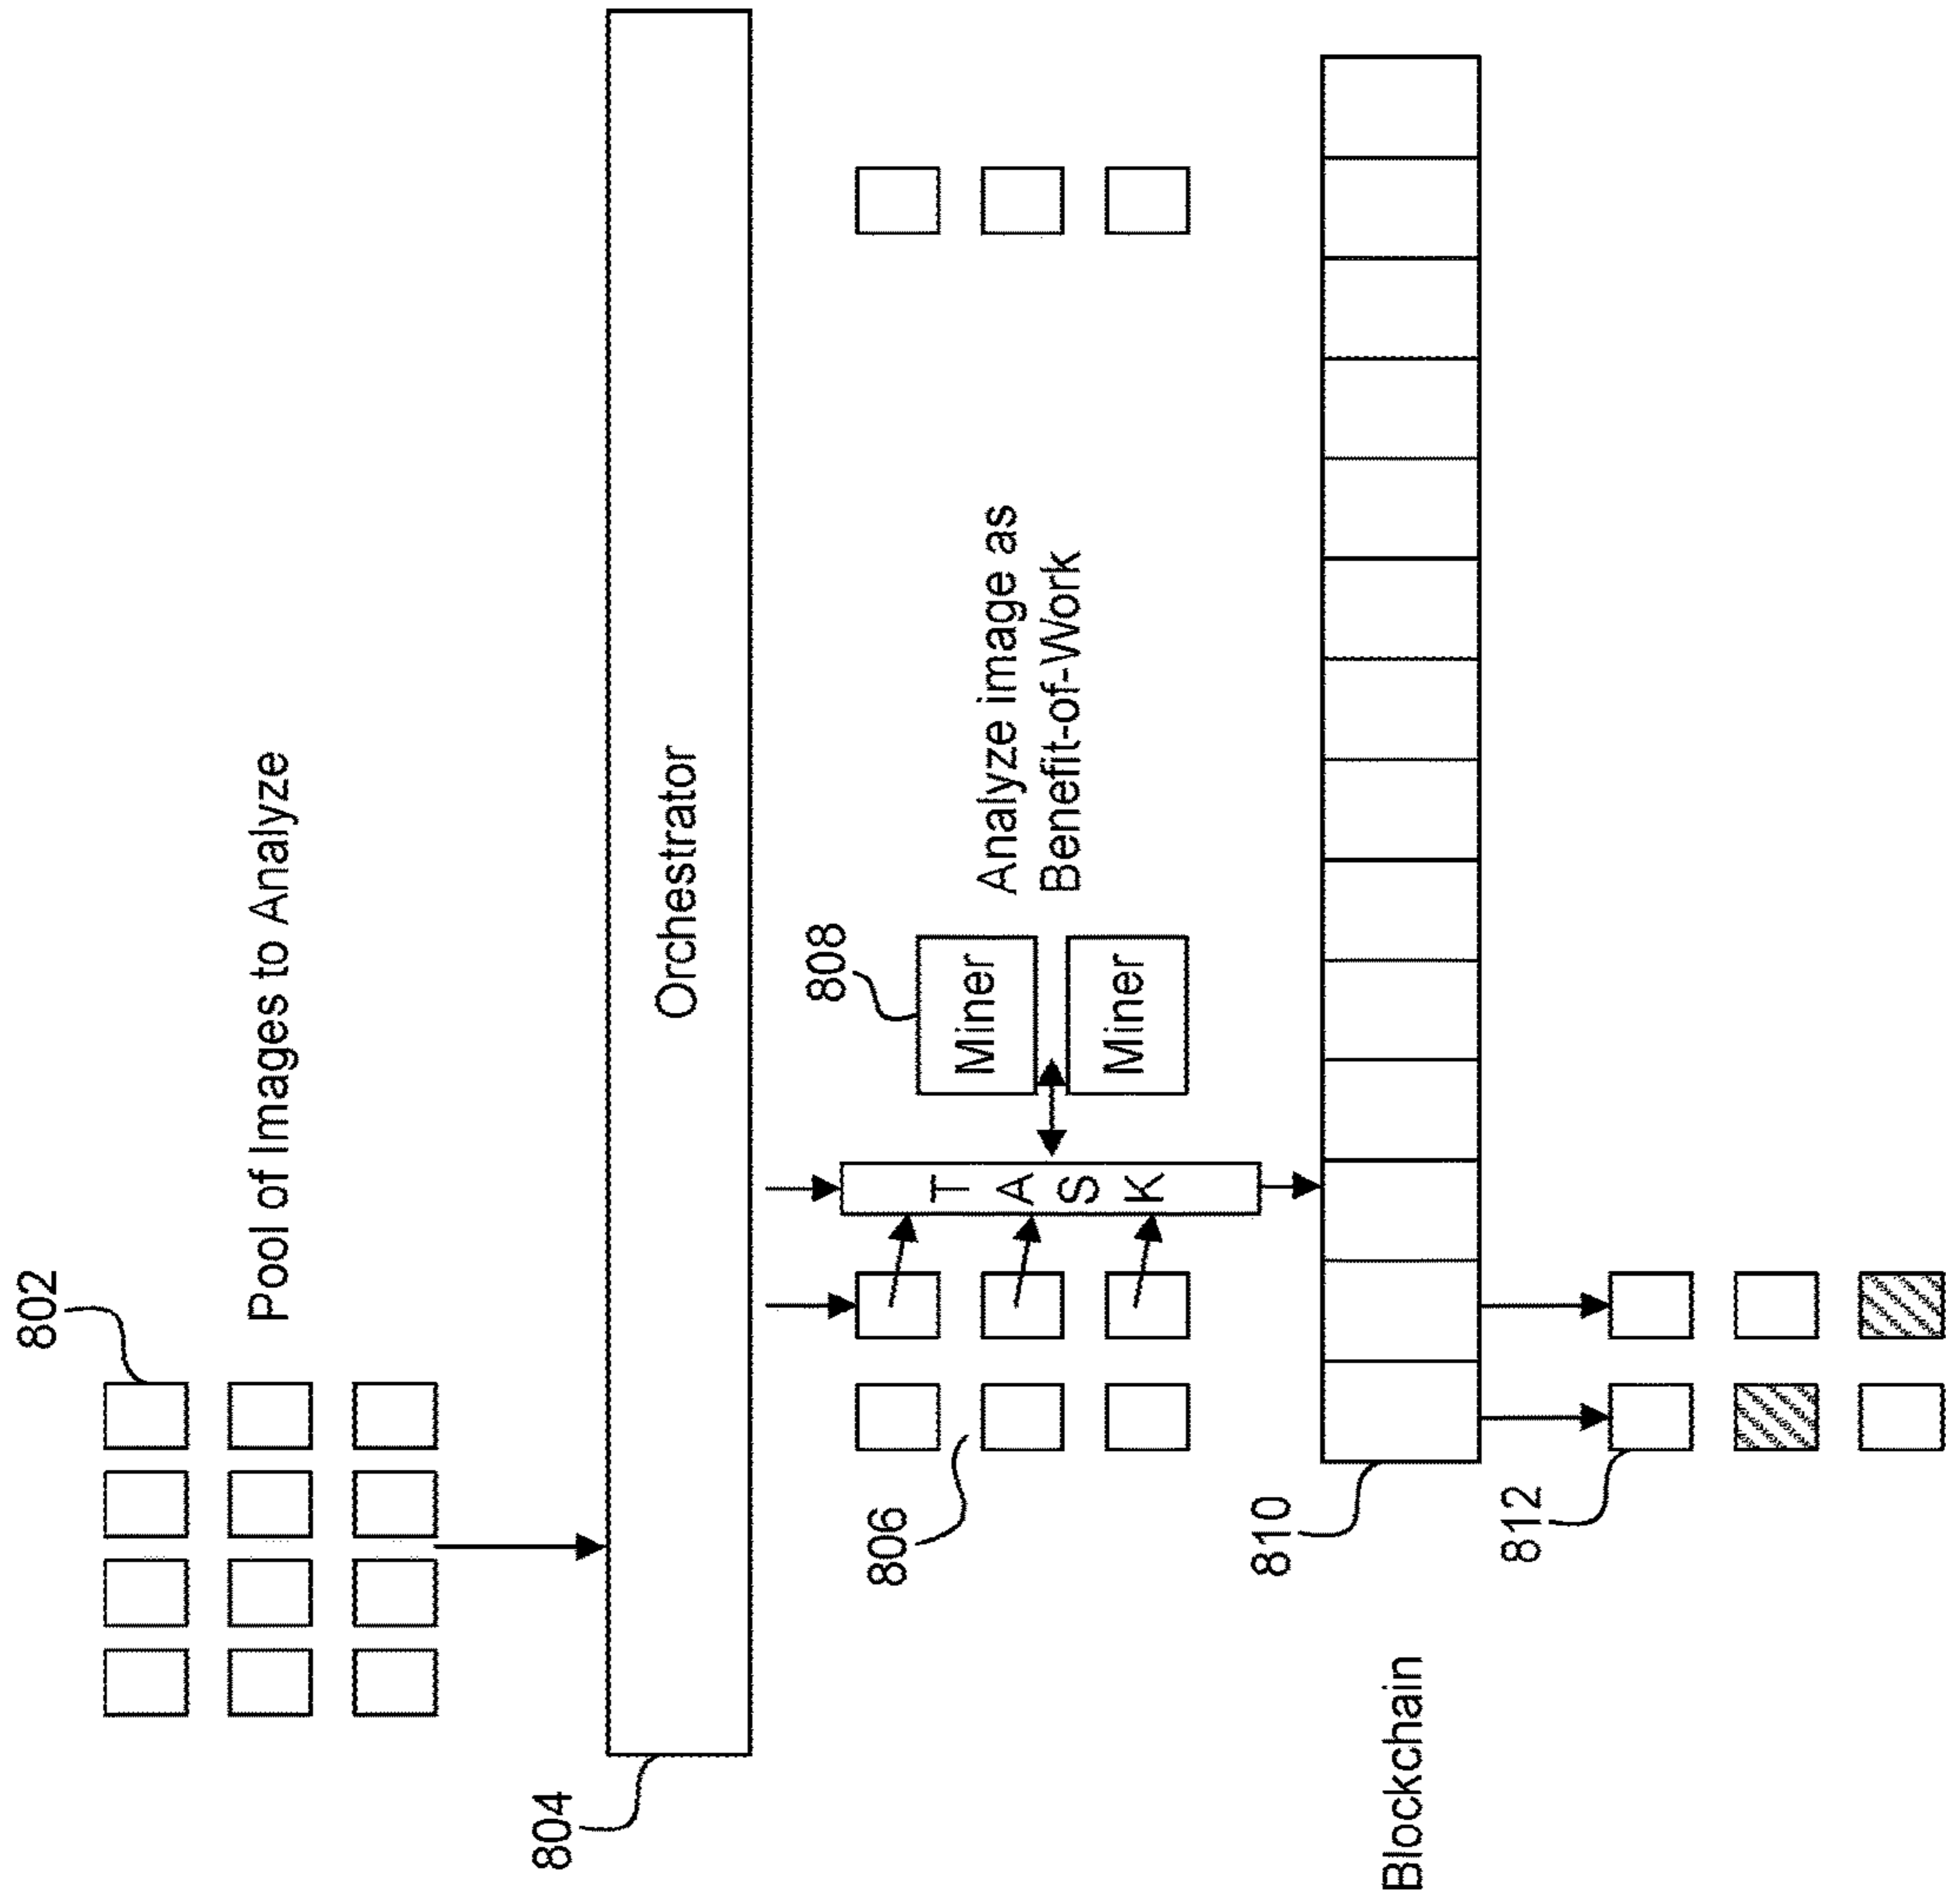 802
Pool of Images to Analyze
804
Orchestrator
806
TASK
808
Miner
Miner
Analyze image as
Benefit-of-Work
810
Blockchain
812